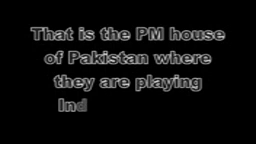 That is the PM house
of Pakistan where
they are playing
Ind